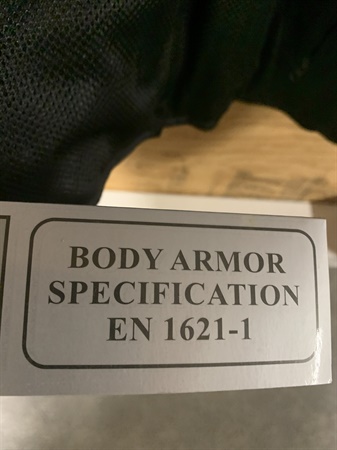 BODY ARMOR
SPECIFICATION
EN 1621-1